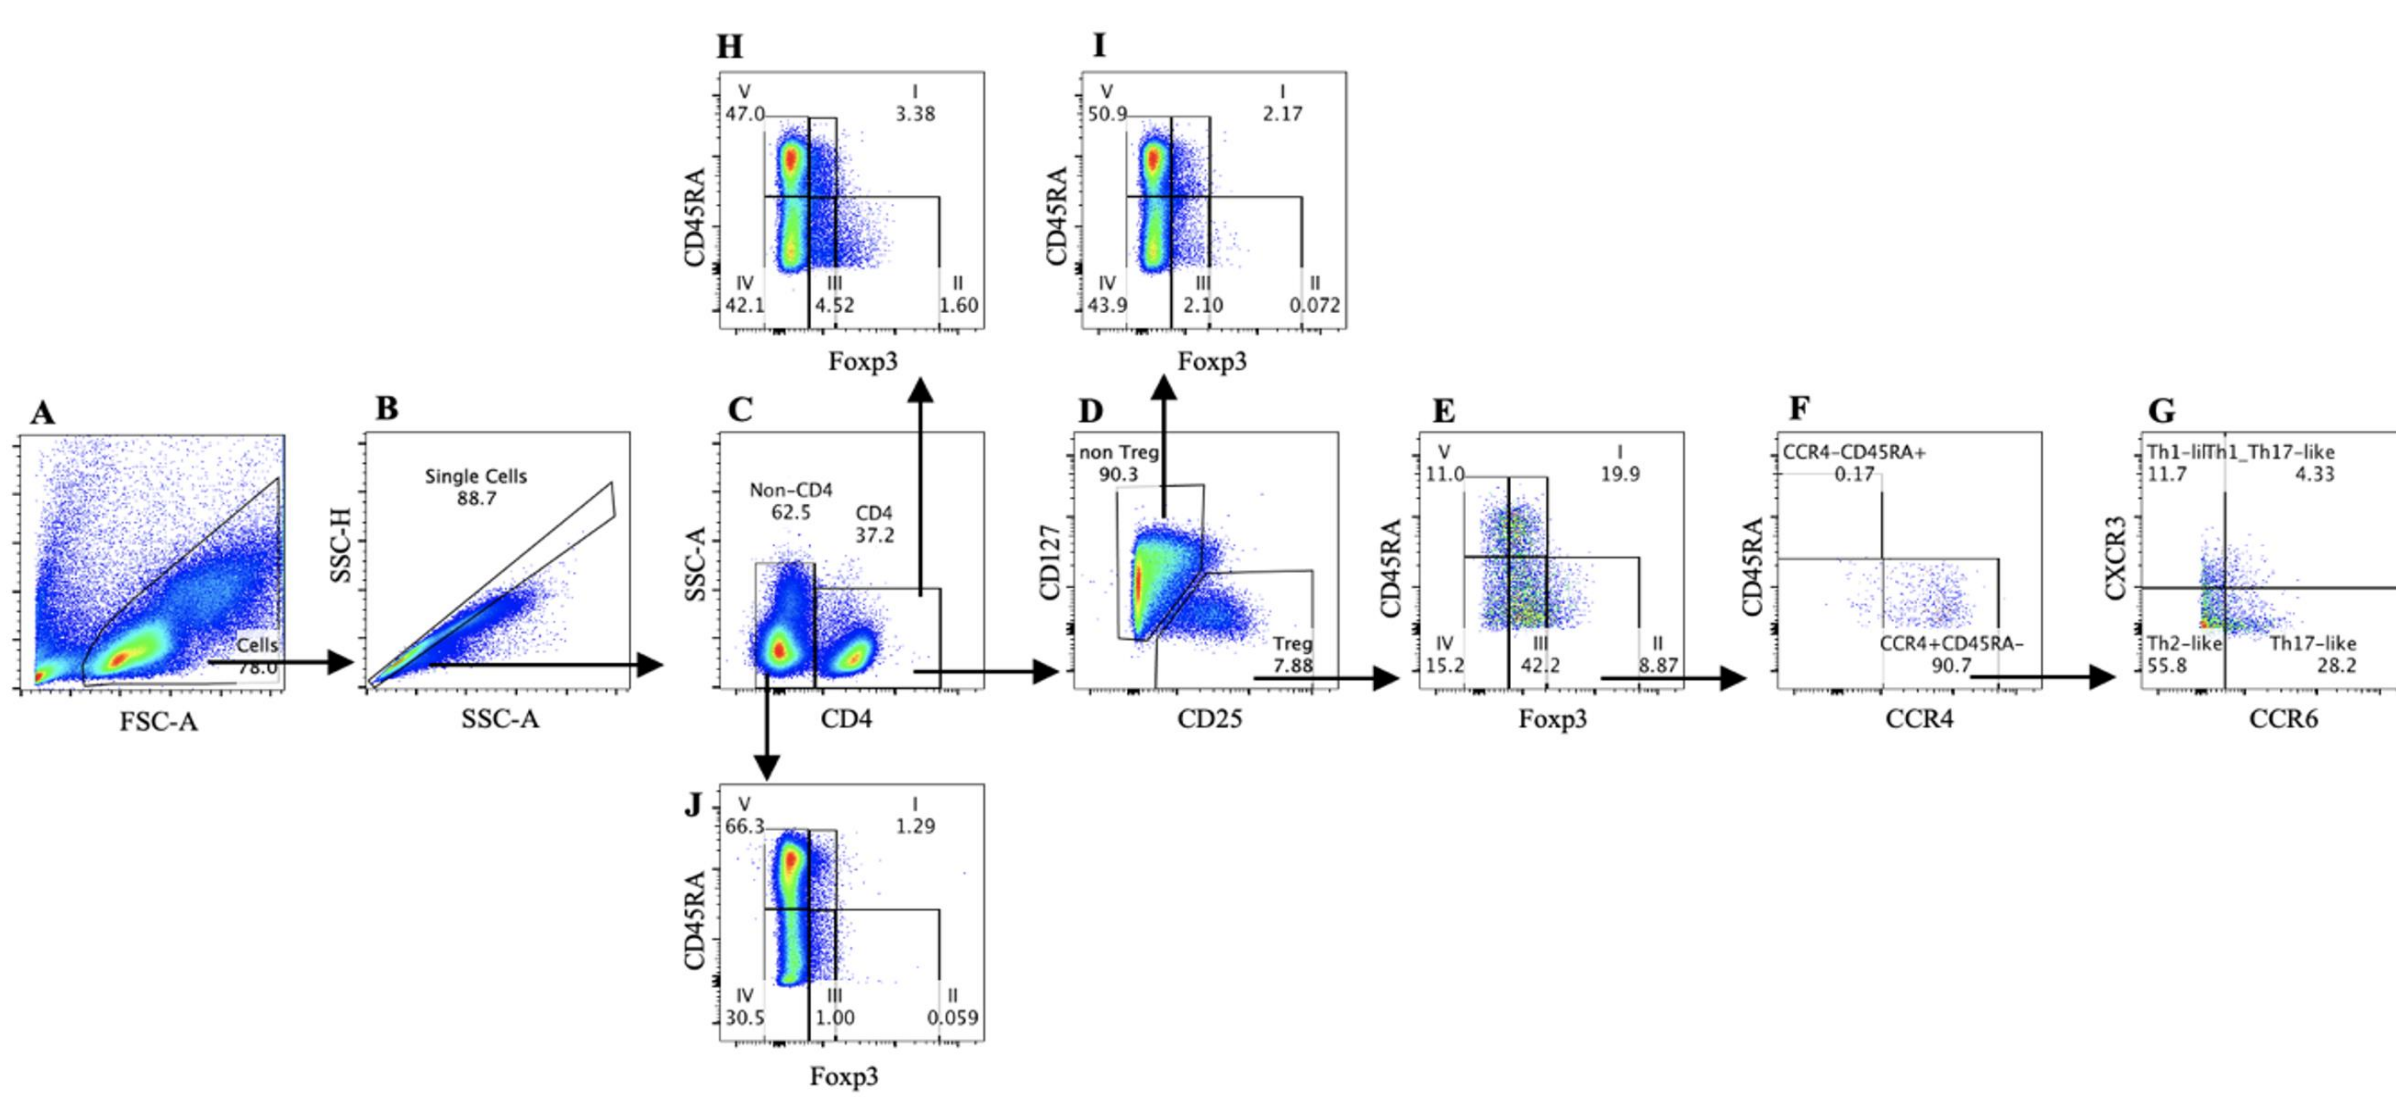 H
V
47.0
I
3.38
CD45RA
IV
42.1
III
4.52
II
1.60
Foxp3
I
V
50.9
I
2.17
CD45RA
IV
43.9
III
2.10
II
0.072
Foxp3
A
Cells
78.0
FSC-A
B
Single Cells
88.7
SSC-H
SSC-A
C
Non-CD4
62.5
CD4
37.2
SSC-A
CD4
D
non Treg
90.3
CD127
Treg
7.88
CD25
E
V
11.0
I
19.9
CD45RA
IV
15.2
III
42.2
II
8.87
Foxp3
F
CCR4-CD45RA+
0.17
CD45RA
CCR4+CD45RA-
90.7
CCR4
G
Th1_Th17-like
11.7
4.33
CXCR3
Th2-like
55.8
Th17-like
28.2
CCR6
J
V
66.3
I
1.29
CD45RA
IV
30.5
III
1.00
II
0.059
Foxp3